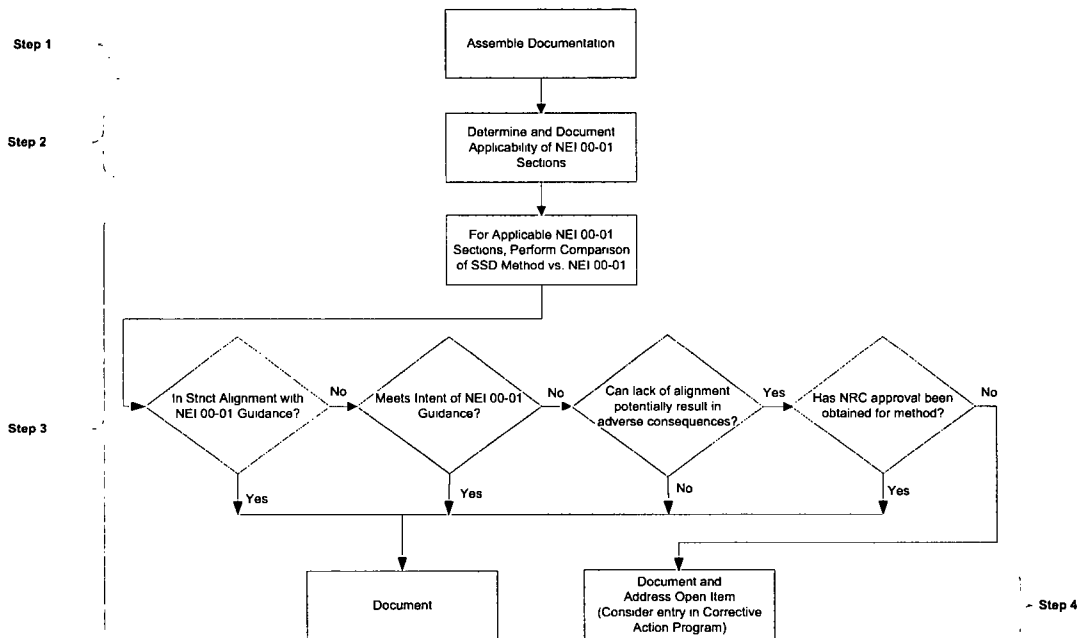 Step 1
Assemble Documentation
Step 2
Determine and Document
Applicability of NEI 00-01
Sections
For Applicable NEI 00-01
Sections, Perform Comparison
of SSD Method vs. NEI 00-01
Step 3
In Strict Alignment with
NEI 00-01 Guidance?
No
Meets Intent of NEI 00-01
Guidance?
No
Can lack of alignment
potentially result in
adverse consequences?
Yes
Has NRC approval been
obtained for method?
No
Yes
Yes
No
Yes
Document
Document and
Address Open Item
(Consider entry in Corrective
Action Program)
Step 4